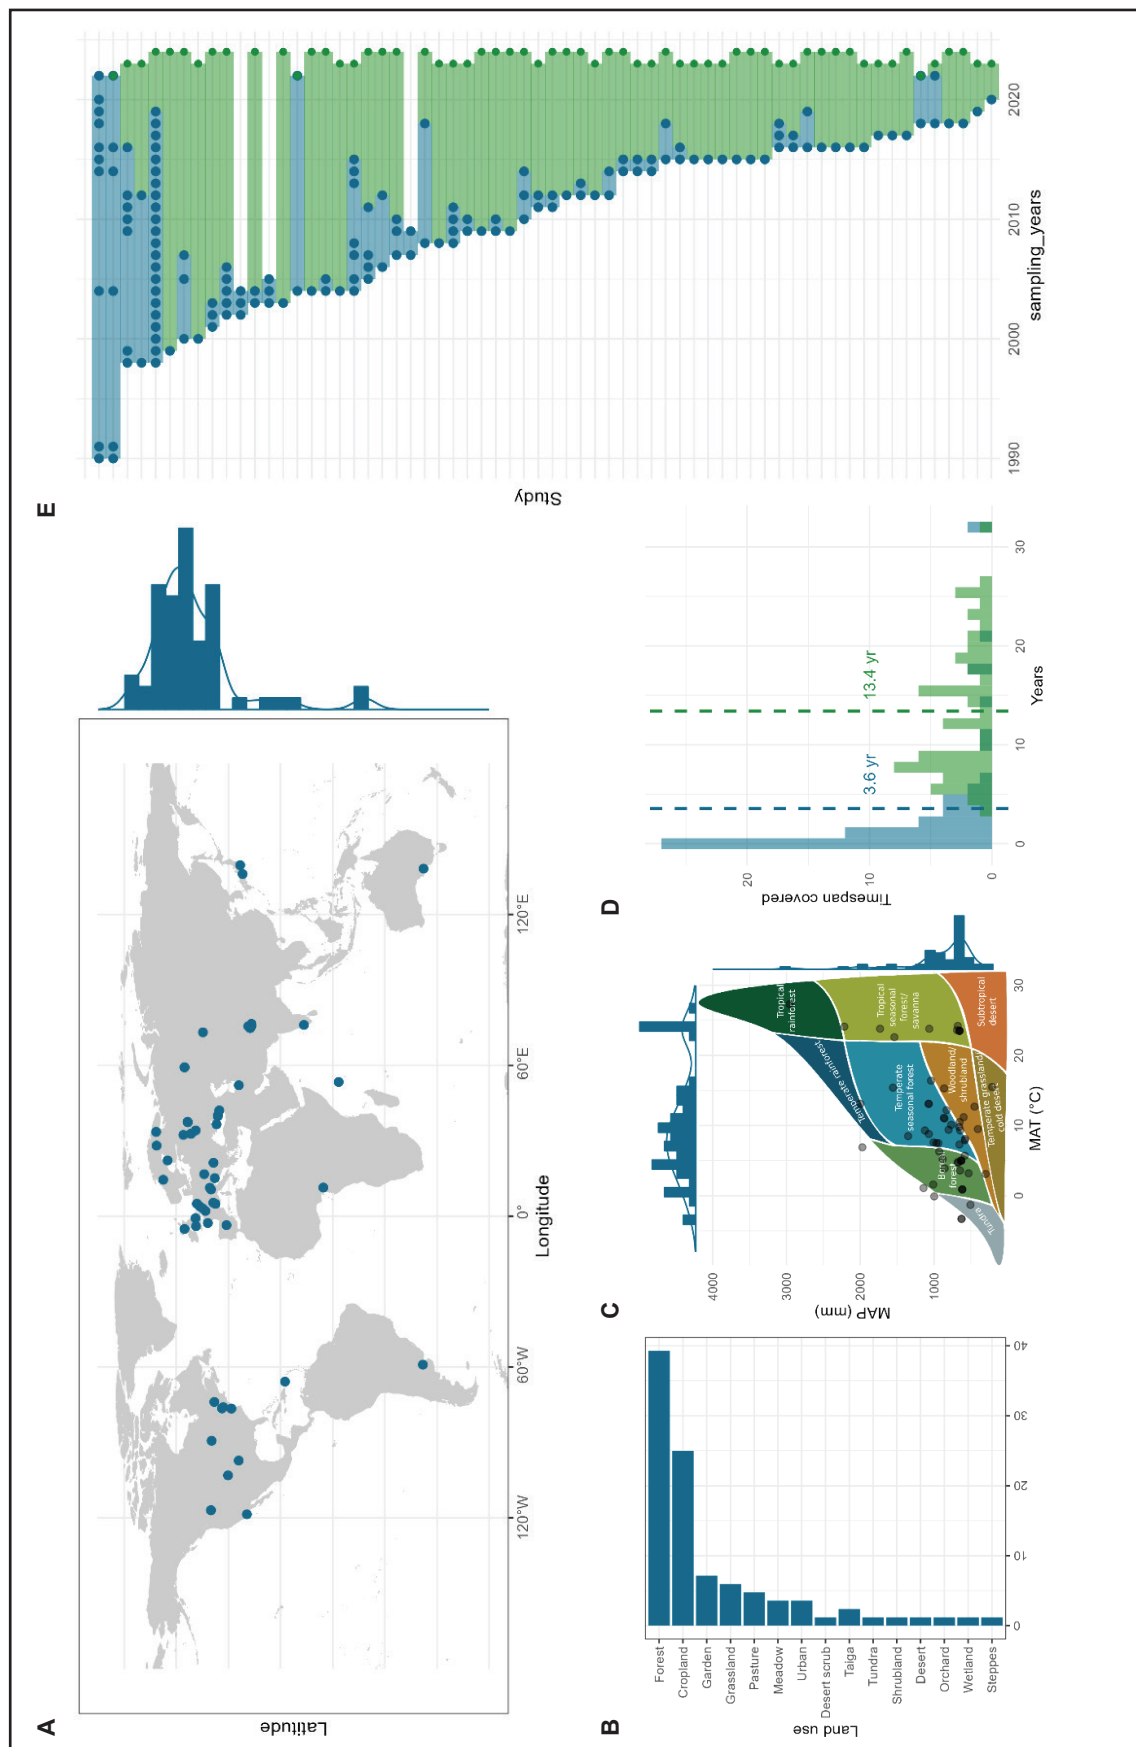 A
Latitude
120°W
60°W
0°
60°E
120°E
Longitude
B
Land use
Forest
Cropland
Garden
Grassland
Pasture
Meadow
Urban
Desert scrub
Taiga
Tundra
Shrubland
Desert
Orchard
Wetland
Steppes
0
10
20
30
40
C
MAP (mm)
4000
3000
2000
1000
Tundra
Boreal
forest
Temperate rainforest
Temperate
seasonal forest
Woodland/
shrubland
Temperate grassland/
cold desert
Tropical
rainforest
Tropical
seasonal
forest/
savanna
Subtropical
desert
0
10
20
30
MAT (°C)
D
Timespan covered
20
10
0
3.6 yr
13.4 yr
0
10
20
30
Years
E
Study
1990
2000
2010
2020
sampling_years